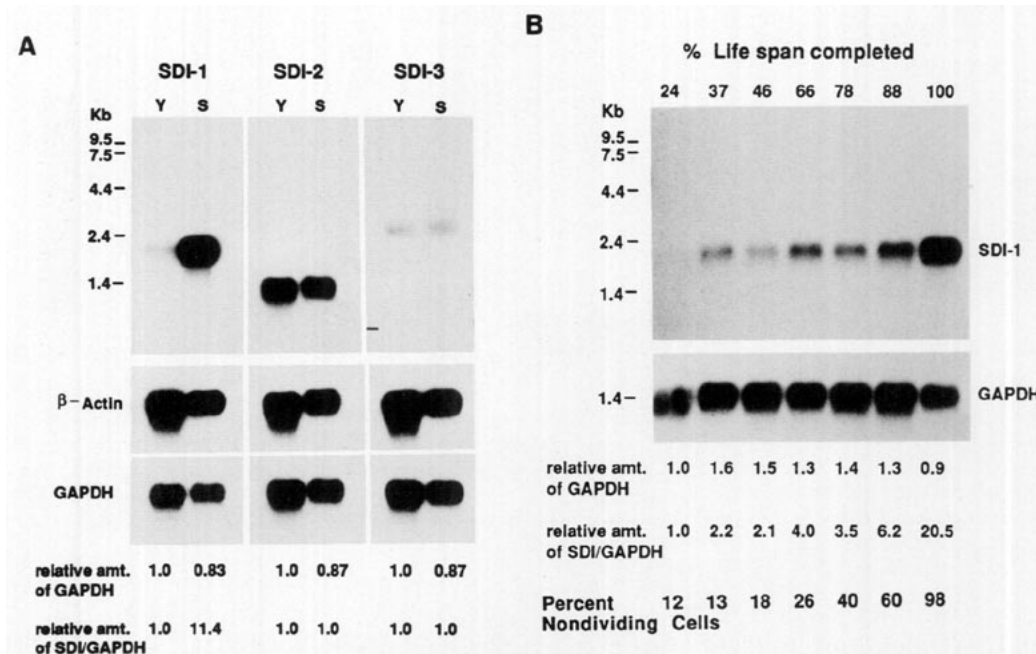 A
SDI-1 SDI-2 SDI-3
Y S Y S Y S
Kb
9.5
7.5
4.4
2.4
1.4
β-Actin
GAPDH
relative amt. 1.0 0.83 1.0 0.87 1.0 0.87
of GAPDH
relative amt. 1.0 11.4 1.0 1.0 1.0 1.0
of SDI/GAPDH
B
% Life span completed
24 37 46 66 78 88 100
Kb
9.5
7.5
4.4
2.4
SDI-1
1.4
1.4
GAPDH
relative amt. 1.0 1.6 1.5 1.3 1.4 1.3 0.9
of GAPDH
relative amt. 1.0 2.2 2.1 4.0 3.5 6.2 20.5
of SDI/GAPDH
Percent 12 13 18 26 40 60 98
Nondividing Cells